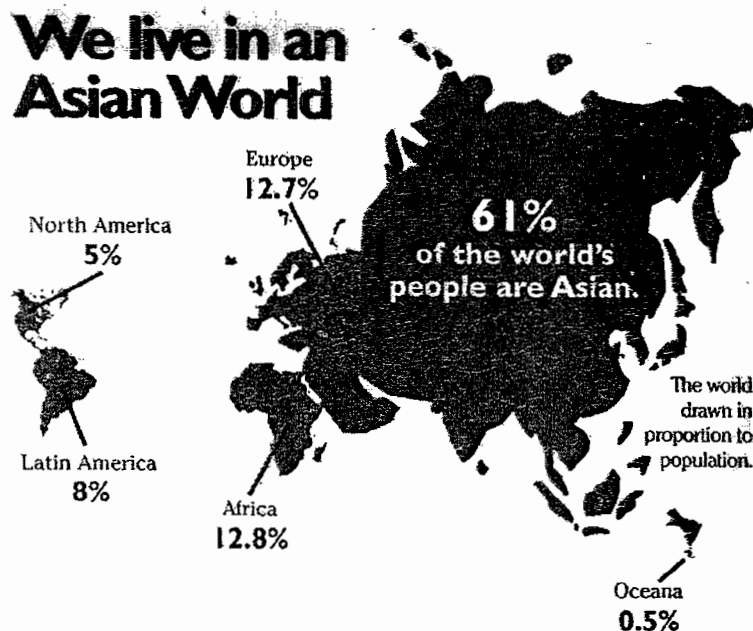 We live in an
Asian World
Europe
12.7%
North America
5%
61%
of the world's
people are Asian.
The world
drawn in
proportion to
population.
Latin America
8%
Africa
12.8%
Oceana
0.5%